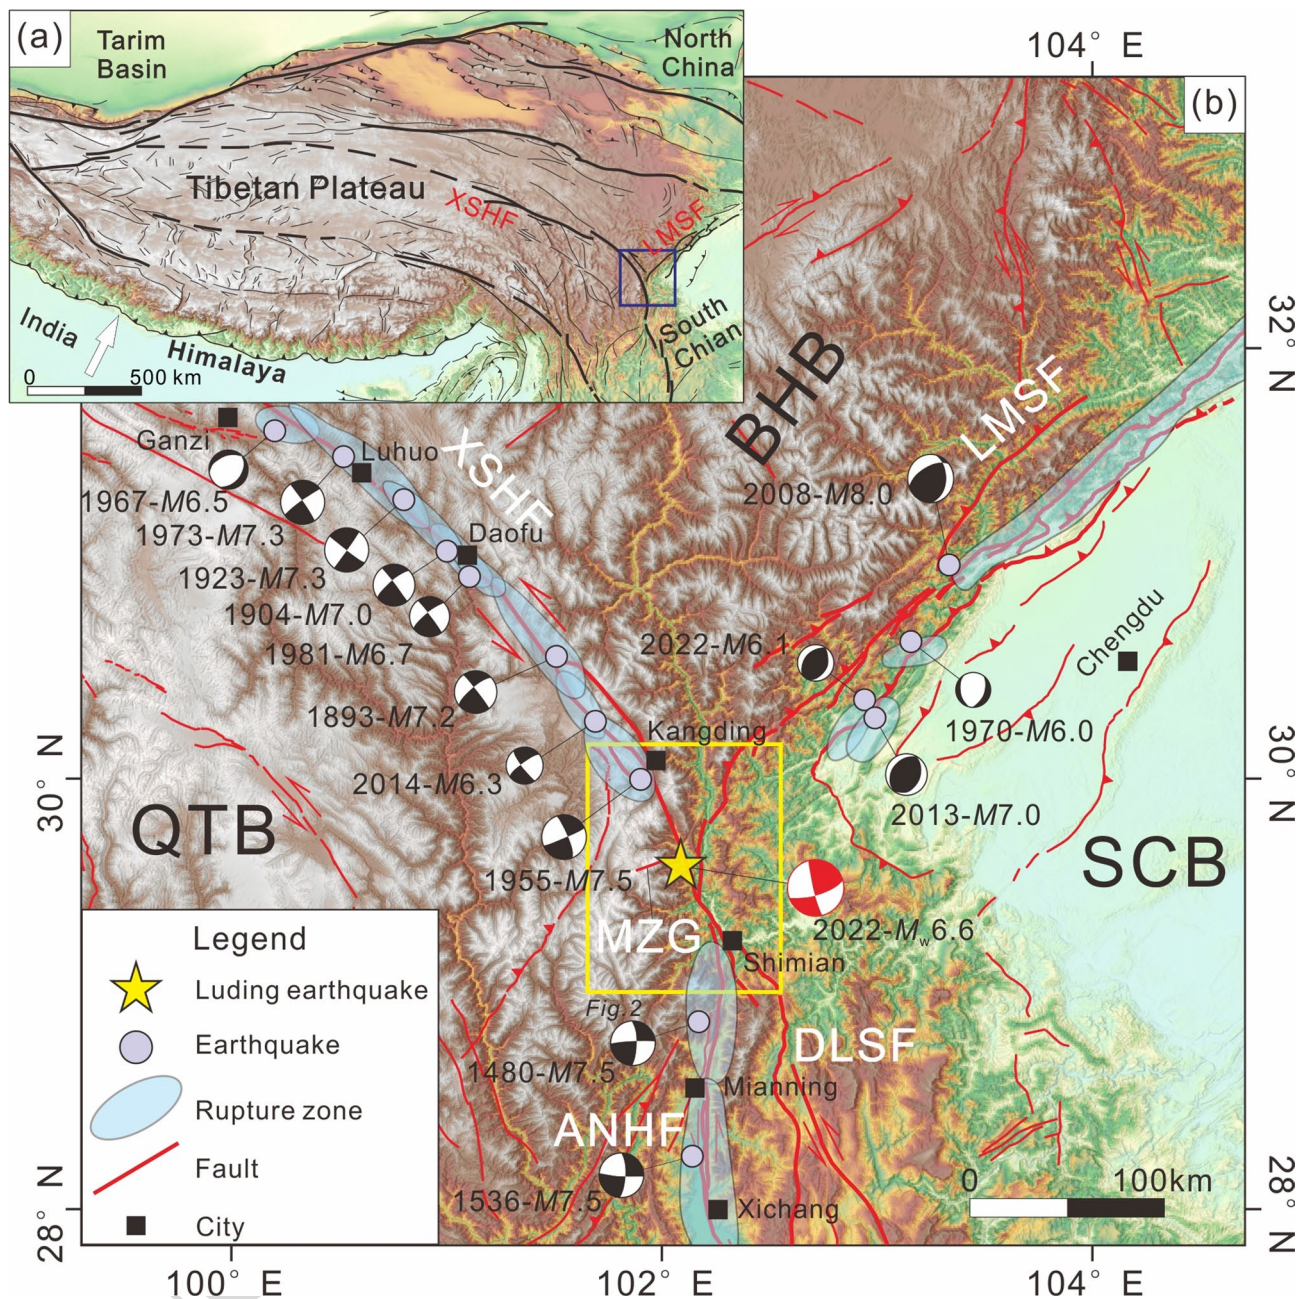 (a)
Tarim
Basin
North
China
Tibetan Plateau
XSHF
LMSF
India
Himalaya
South
Chian
0 500 km
104° E
(b)
32° N
BHB
LMSF
XSHF
Ganzi
Luhuo
1967-M6.5
1973-M7.3
Daofu
1923-M7.3
1904-M7.0
1981-M6.7
1893-M7.2
2014-M6.3
1955-M7.5
2008-M8.0
2022-M6.1
Chengdu
1970-M6.0
2013-M7.0
Kangding
30° N
30° N
QTB
SCB
MZG
2022-Mw6.6
Shimian
Fig.2
DLSF
1480-M7.5
Mianning
ANHF
1536-M7.5
Xichang
Legend
Luding earthquake
Earthquake
Rupture zone
Fault
City
0 100km
28° N
28° N
100° E
102° E
104° E